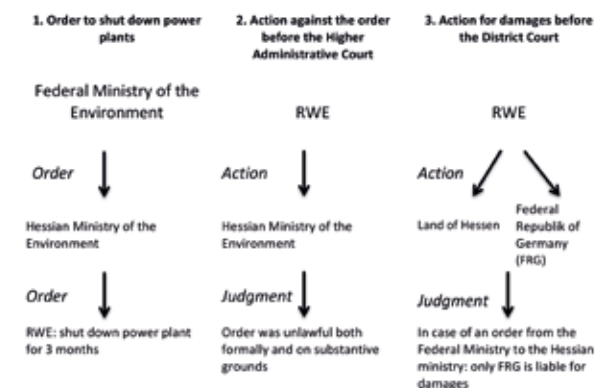 1. Order to shut down power
plants
Federal Ministry of the
Environment
Order
Hessian Ministry of the
Environment
Order
RWE: shut down power plant
for 3 months
2. Action against the order
before the Higher
Administrative Court
RWE
Action
Hessian Ministry of the
Environment
Judgment
Order was unlawful both
formally and on substantive
grounds
3. Action for damages before
the District Court
RWE
Action
Land of Hessen
Federal
Republik of
Germany
(FRG)
Judgment
In case of an order from the
Federal Ministry to the Hessian
ministry: only FRG is liable for
damages